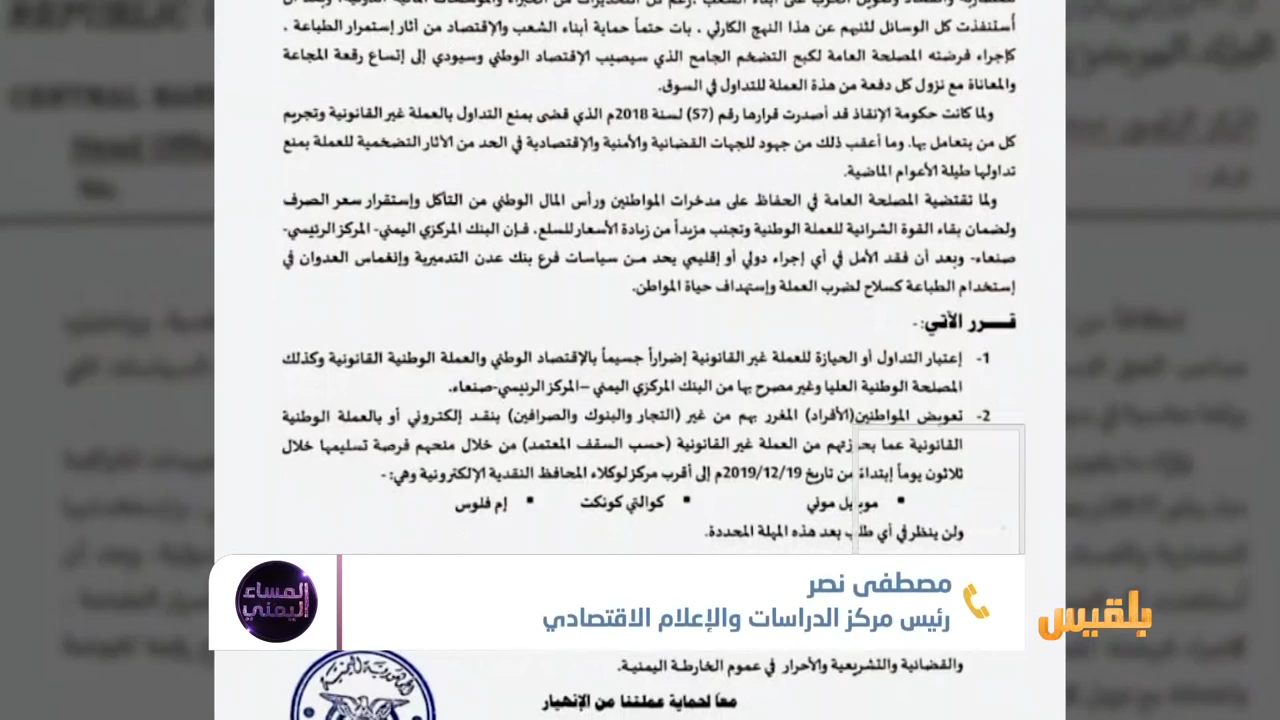 أستنفذت كل الوسائل لثنيهم عن هذا النهج الكارثي . بات حتماً حماية أبناء الشعب والإقتصاد من آثار إستمرار الطباعة .
كإجراء فرضته المصلحة العامة لكبح التضخم الجامح الذي سيصيب الإقتصاد الوطني وسيودي إلى إتساع رقعة المجاعة
والمعاناة مع نزول كل دفعة من هذة العملة للتداول في السوق.
ولما كانت حكومة الإنقاذ قد أصدرت قرارها رقم (57) لسنة 2018م الذي قضى بمنع التداول بالعملة غير القانونية وتجريم
كل من يتعامل بها. وما أعقب ذلك من جهود للجهات القضائية والأمنية والإقتصادية في الحد من الآثار التضخمية للعملة بمنع
تداولها طيلة الأعوام الماضية.
ولما تقتضية المصلحة العامة في الحفاظ على مدخرات المواطنين ورأس المال الوطني من التآكل وإستقرار سعر الصرف
ولضمان بقاء القوة الشرائية للعملة الوطنية وتجنب مزيداً من زيادة الأسعار للسلع. فإن البنك المركزي اليمني- المركز الرئيسي-
صنعاء- وبعد أن فقد الأمل في أي إجراء دولي أو إقليمي يحد من سياسات فرع بنك عدن التدميرية وإنغماس العدوان في
إستخدام الطباعة كسلاح لضرب العملة وإستهداف حياة المواطن.
قــرر الآتي: -
1- إعتبار التداول أو الحيازة للعملة غير القانونية إضراراً جسيماً بالإقتصاد الوطني والعملة الوطنية القانونية وكذلك
المصلحة الوطنية العليا وغير مصرح بها من البنك المركزي اليمني –المركز الرئيسي-صنعاء.
2- تعويض المواطنين(الأفراد) المغرر بهم من غير (التجار والبنوك والصرافين) بنقد إلكتروني أو بالعملة الوطنية
القانونية عما بحوزتهم من العملة غير القانونية (حسب السقف المعتمد) من خلال منحهم فرصة تسليمها خلال
ثلاثون يوماً إبتداءً من تاريخ 2019/12/19م إلى أقرب مركز لوكلاء المحافظ النقدية الإلكترونية وهي: -
▪ موبيل موني ▪ كوالتي كونكت ▪ إم فلوس
ولن ينظر في أي طلب بعد هذه المهلة المحددة.
مصطفى نصر
رئيس مركز الدراسات والإعلام الاقتصادي
المساء
اليمني
بلقيس
والقضائية والتشريعية والأحرار في عموم الخارطة اليمنية.
معاً لحماية عملتنا من الإنهيار
الجمهورية اليمنية